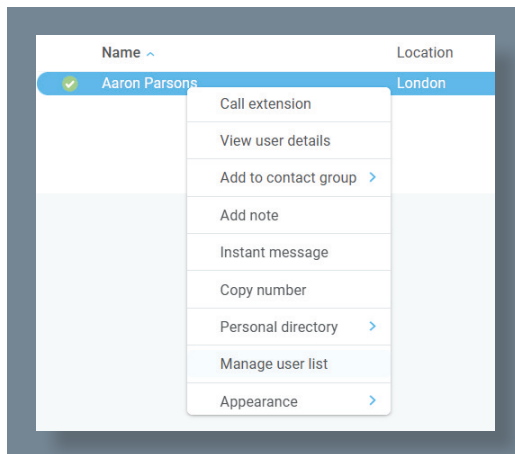 Name Location
Aaron Parsons London
Call extension
View user details
Add to contact group
Add note
Instant message
Copy number
Personal directory
Manage user list
Appearance